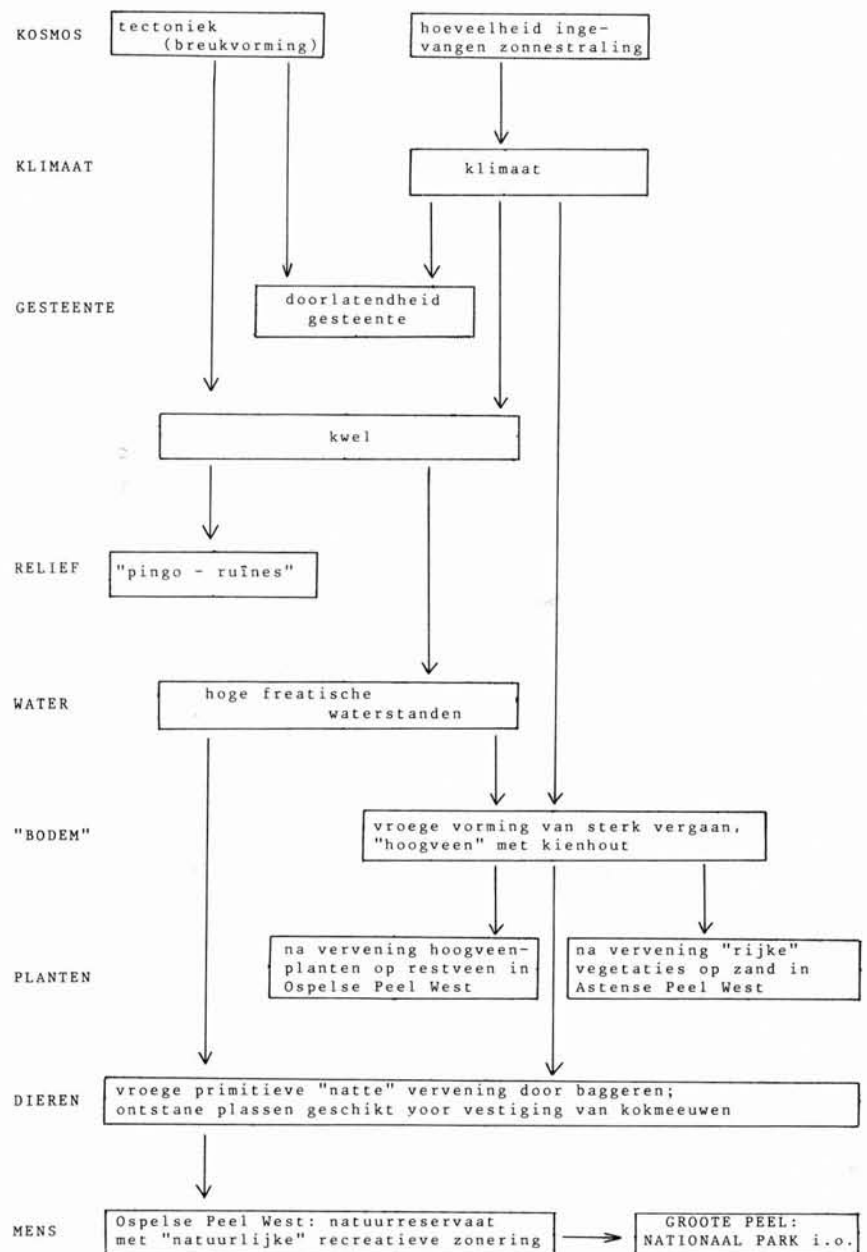 KOSMOS
tectoniek
(breukvorming)
hoeveelheid inge-
vangen zonnestraling
KLIMAAT
klimaat
GESTEENTE
doorlatendheid
gesteente
kwel
RELIEF
"pingo - ruînes"
WATER
hoge freatische
waterstanden
"BODEM"
vroege vorming van sterk vergaan,
"hoogveen" met kienhout
PLANTEN
na vervening hoogveen-
planten op restveen in
Ospelse Peel West
na vervening "rijke"
vegetaties op zand in
Astense Peel West
DIEREN
vroege primitieve "natte" vervening door baggeren;
ontstane plassen geschikt yoor vestiging van kokmeeuwen
MENS
Ospelse Peel West: natuurreservaat
met "natuurlijke" recreatieve zonering
GROOTE PEEL:
NATIONAAL PARK i.o.